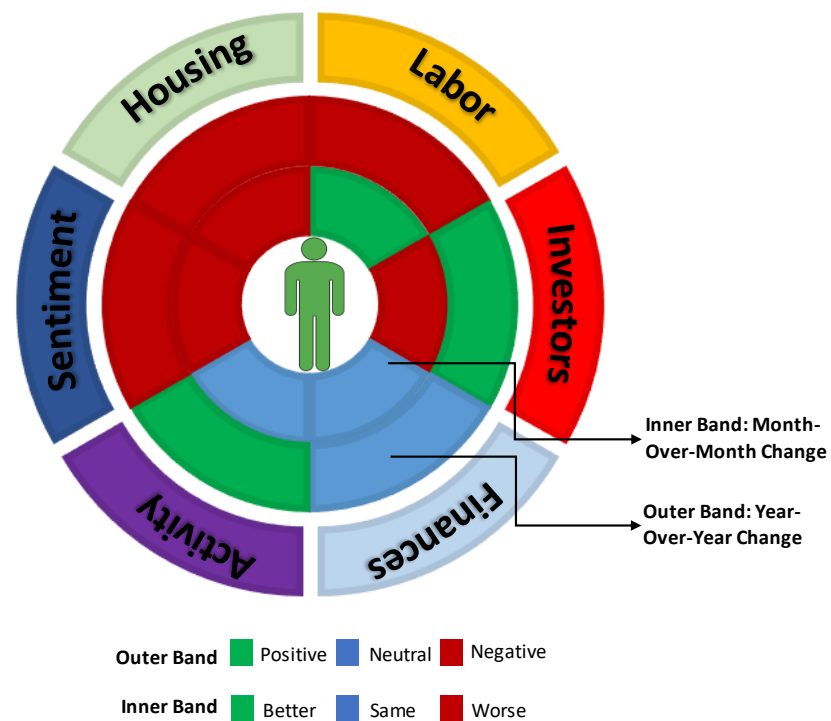 Housing
Labor
Sentiment
Investors
Activity
Finances
Inner Band: Month-
Over-Month Change
Outer Band: Year-
Over-Year Change
Outer Band Positive Neutral Negative
Inner Band Better Same Worse